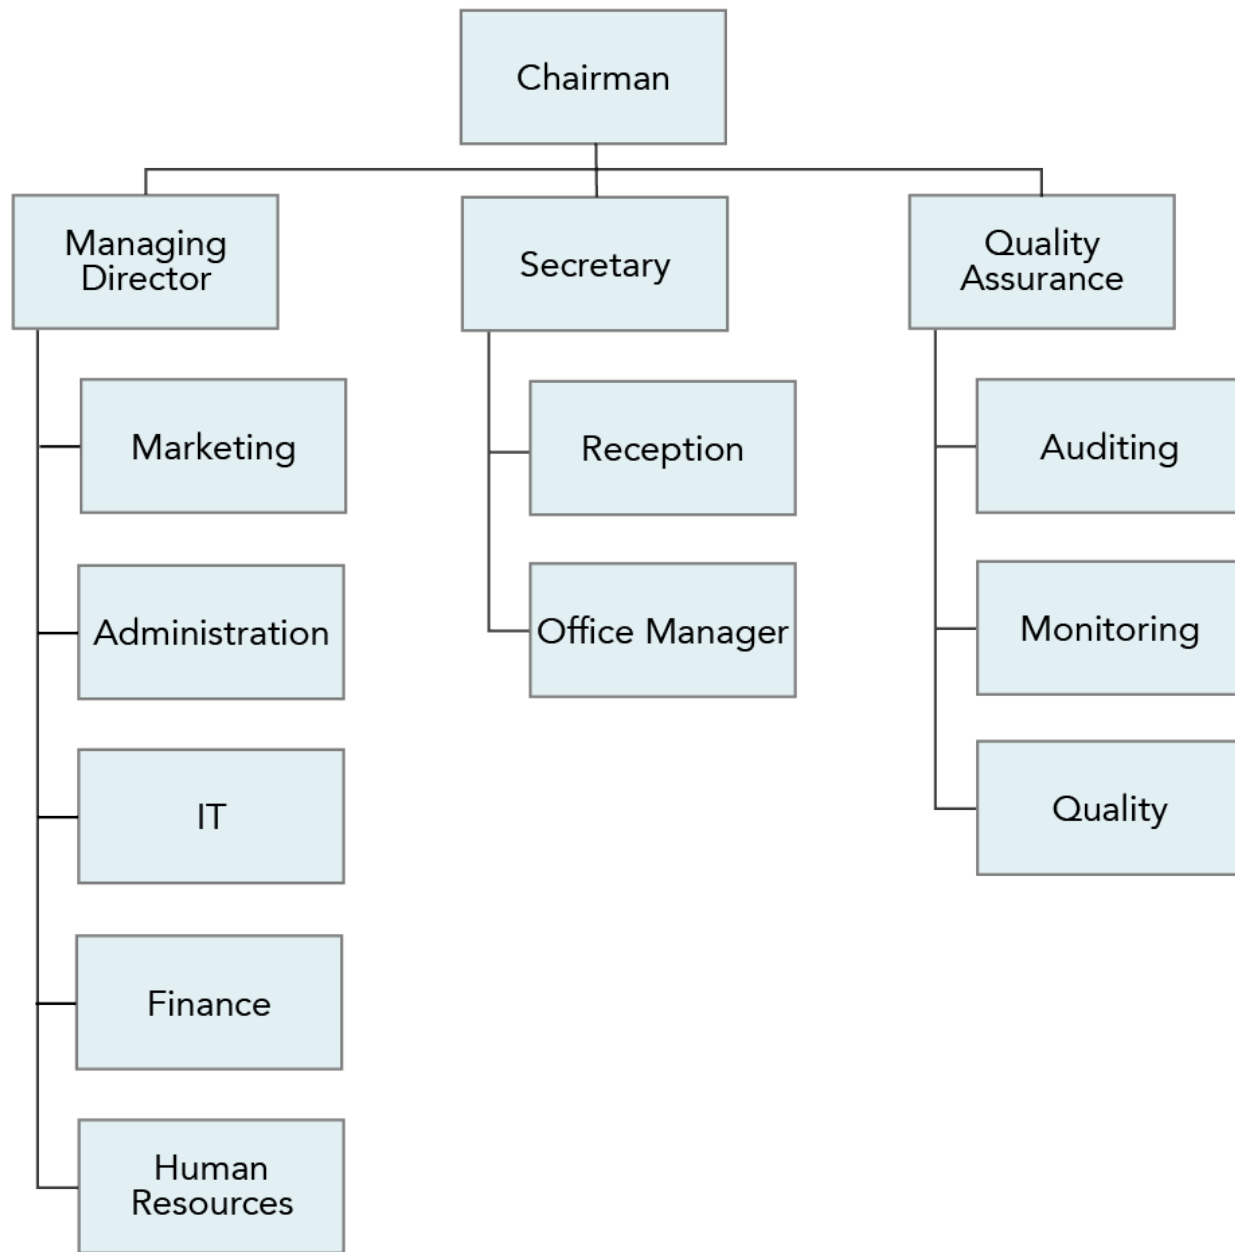 Chairman
Managing
Director
Secretary
Quality
Assurance
Marketing
Administration
IT
Finance
Human
Resources
Reception
Office Manager
Auditing
Monitoring
Quality